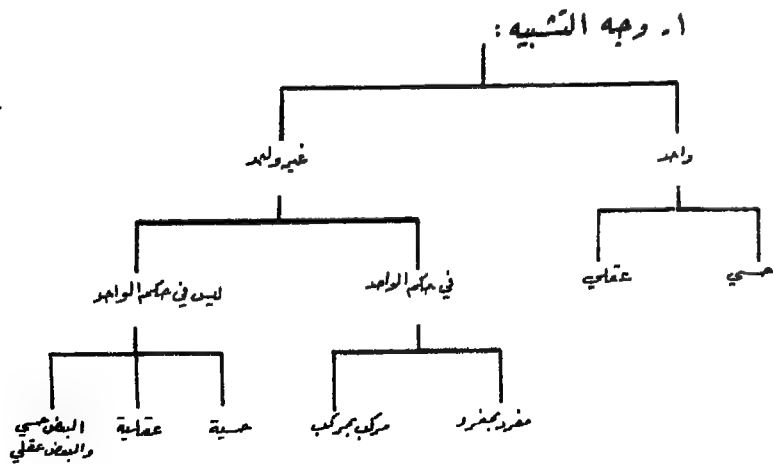 ١. وجه التشبيه :
واحد
غير واحد
حسي
عقلي
في حكم الواحد
ليس في حكم الواحد
مفرد بمفرد
مركب بمركب
حسية
عقلية
البعض حسي
والبعض عقلي